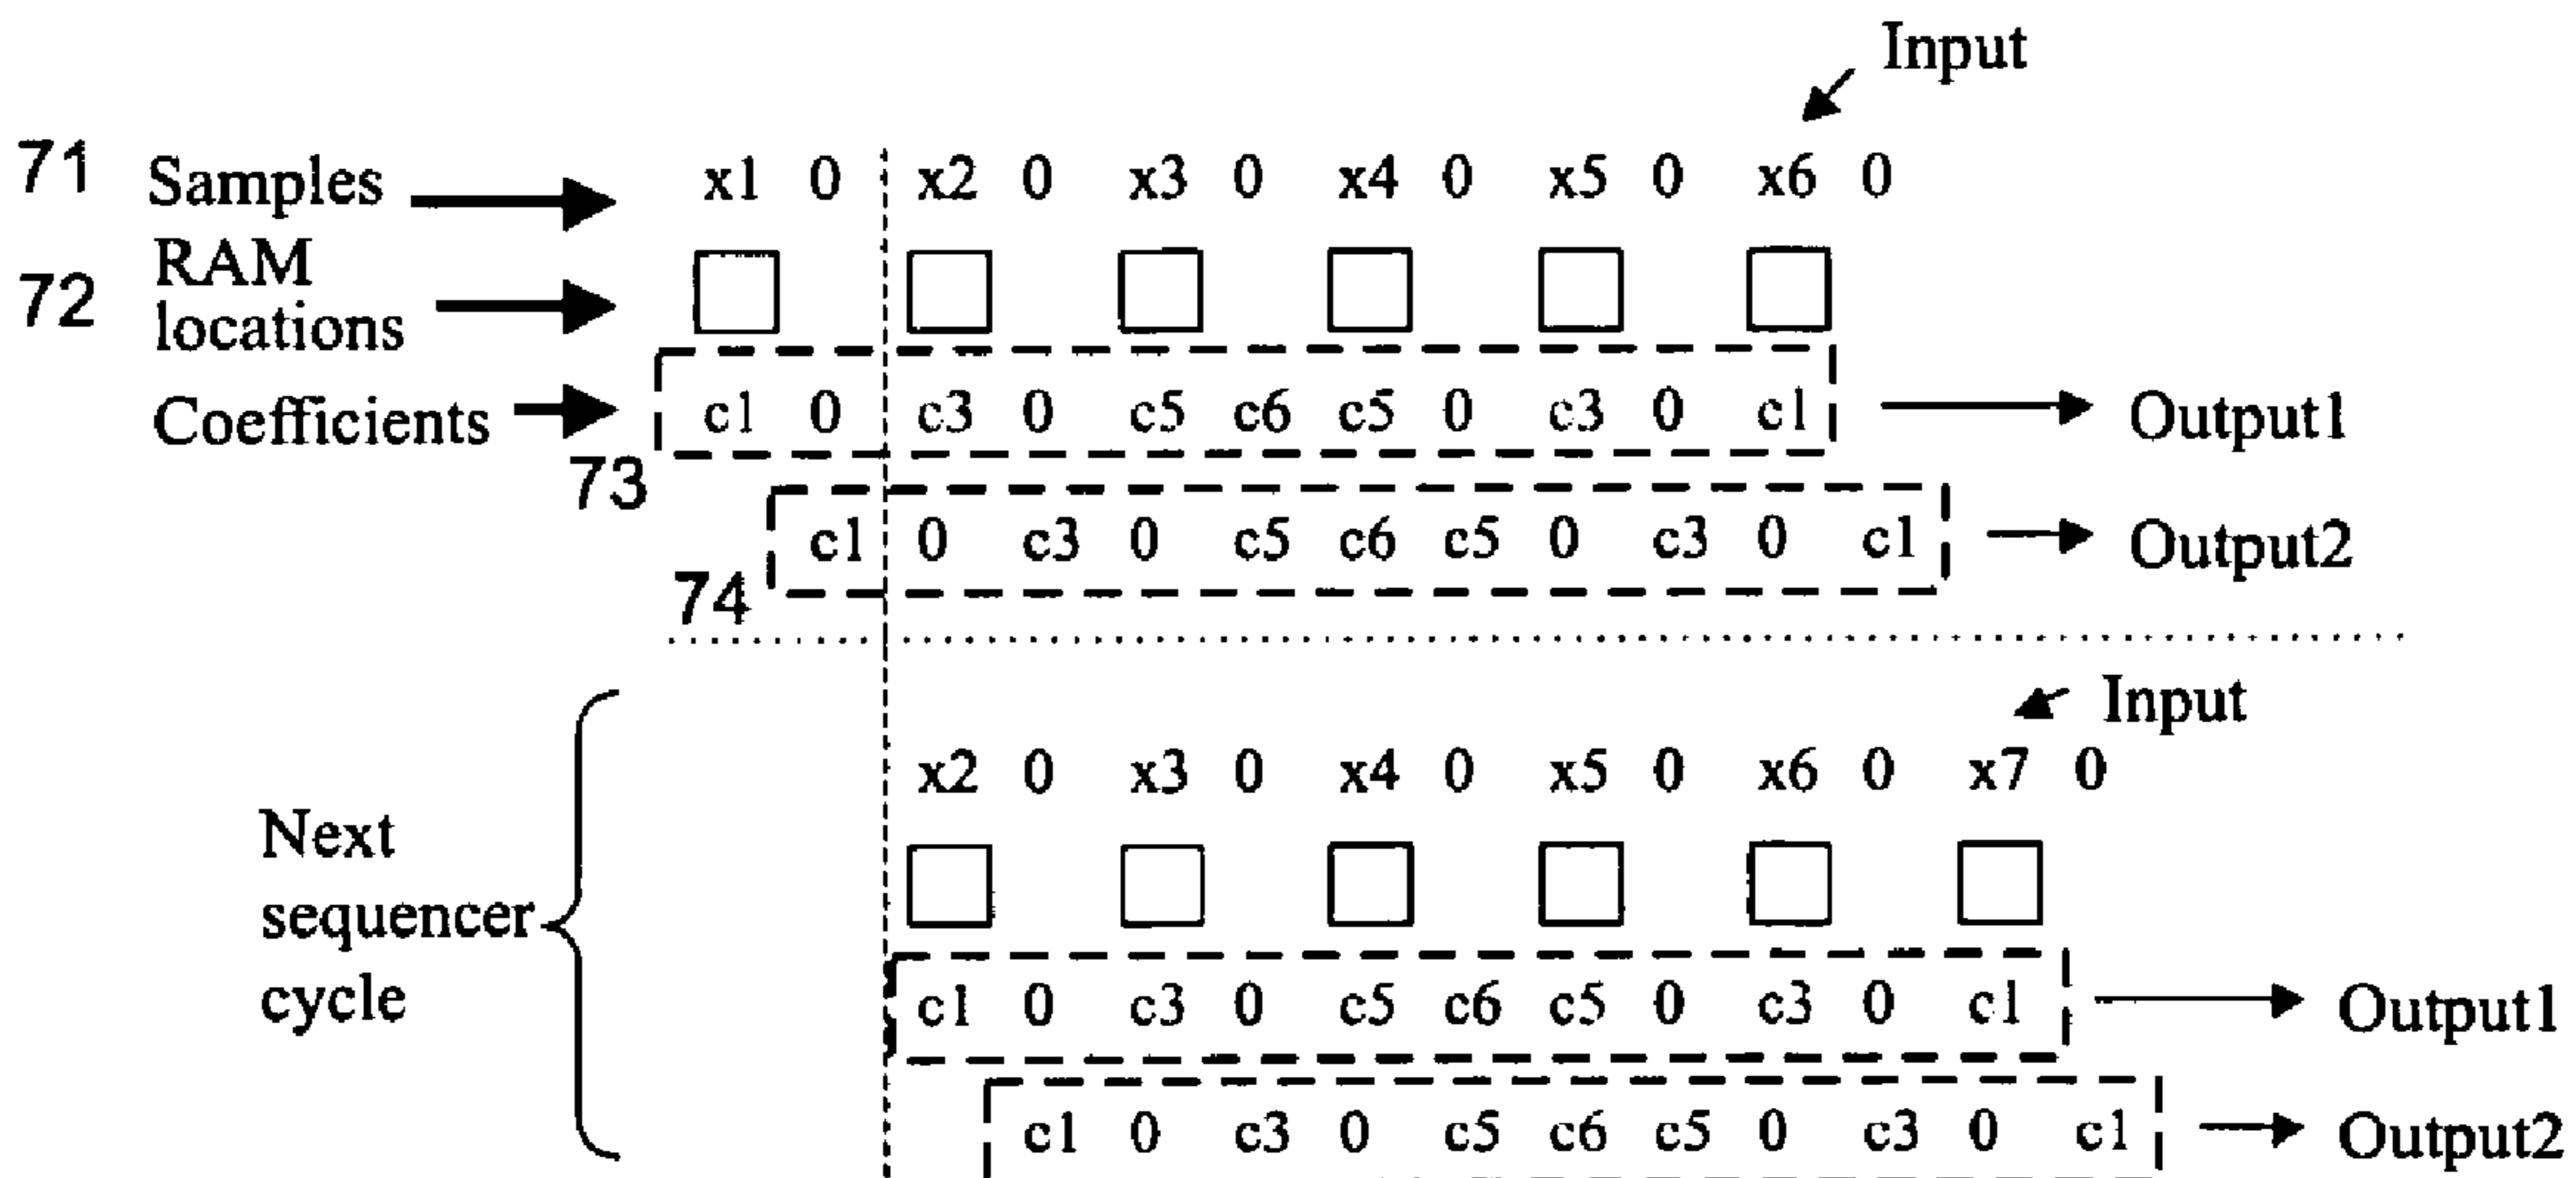 Input
71 Samples x1 0 x2 0 x3 0 x4 0 x5 0 x6 0
72 RAM locations
Coefficients c1 0 c3 0 c5 c6 c5 0 c3 0 c1 Output1
73
c1 0 c3 0 c5 c6 c5 0 c3 0 c1 Output2
74
Input
x2 0 x3 0 x4 0 x5 0 x6 0 x7 0
Next
sequencer
cycle
c1 0 c3 0 c5 c6 c5 0 c3 0 c1 Output1
c1 0 c3 0 c5 c6 c5 0 c3 0 c1 Output2